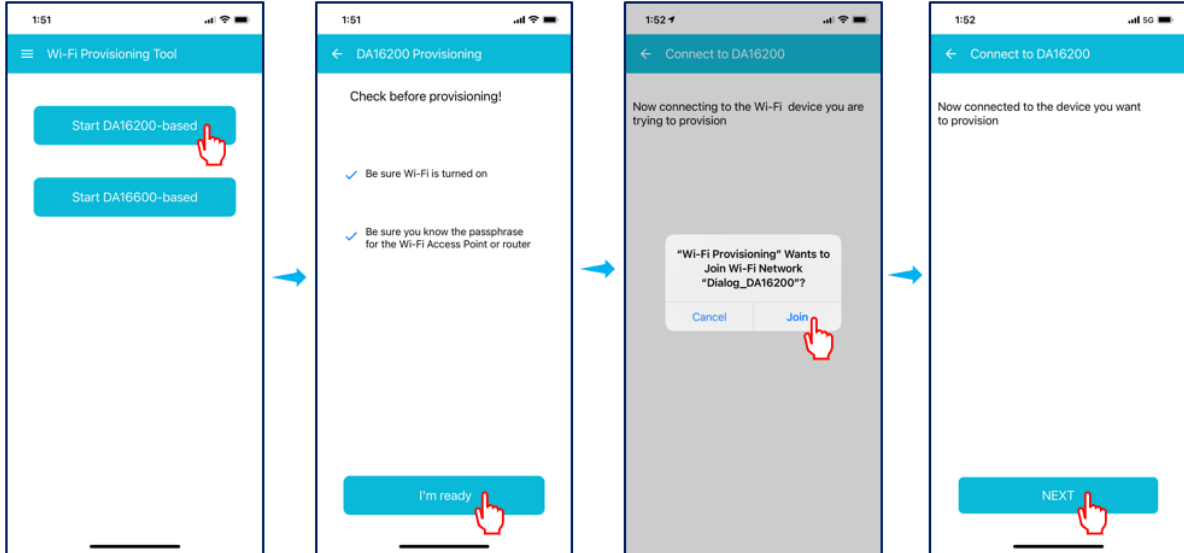 1:51
Wi-Fi Provisioning Tool
Start DA16200-based
Start DA16600-based
1:51
DA16200 Provisioning
Check before provisioning!
Be sure Wi-Fi is turned on
Be sure you know the passphrase
for the Wi-Fi Access Point or router
I'm ready
1:52
Connect to DA16200
Now connecting to the Wi-Fi device you are
trying to provision
“Wi-Fi Provisioning” Wants to
Join Wi-Fi Network
“Dialog_DA16200”?
Cancel
Join
1:52
5G
Connect to DA16200
Now connected to the device you want
to provision
NEXT